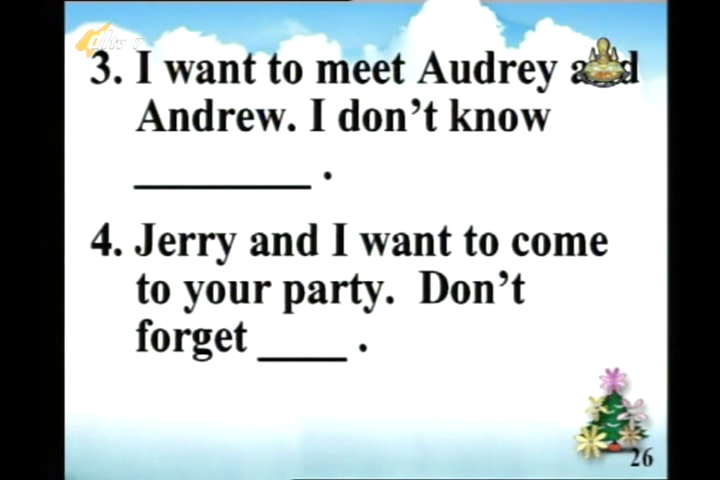 3. I want to meet Audrey and
Andrew. I don't know
________ .
4. Jerry and I want to come
to your party. Don't
forget ____ .
26